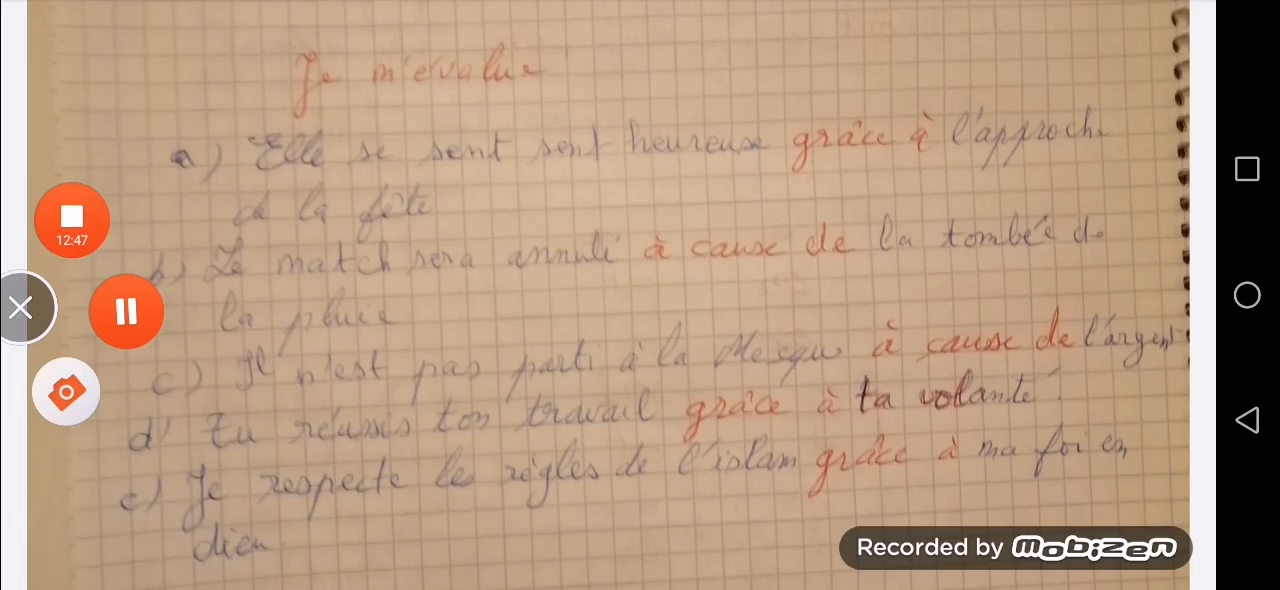 Je m'évalue
a) Elle se sent sent heureuse grâce à l'approche
de la fête
b) Le match sera annulé à cause de la tombée de
la pluie
12:47
c) Il n'est pas parti à la Mecque à cause de l'argent
d) tu réussis ton travail grâce à ta volanté.
e) Je respecte les règles de l'islam grâce à ma foi en
dieu
Recorded by mobizen